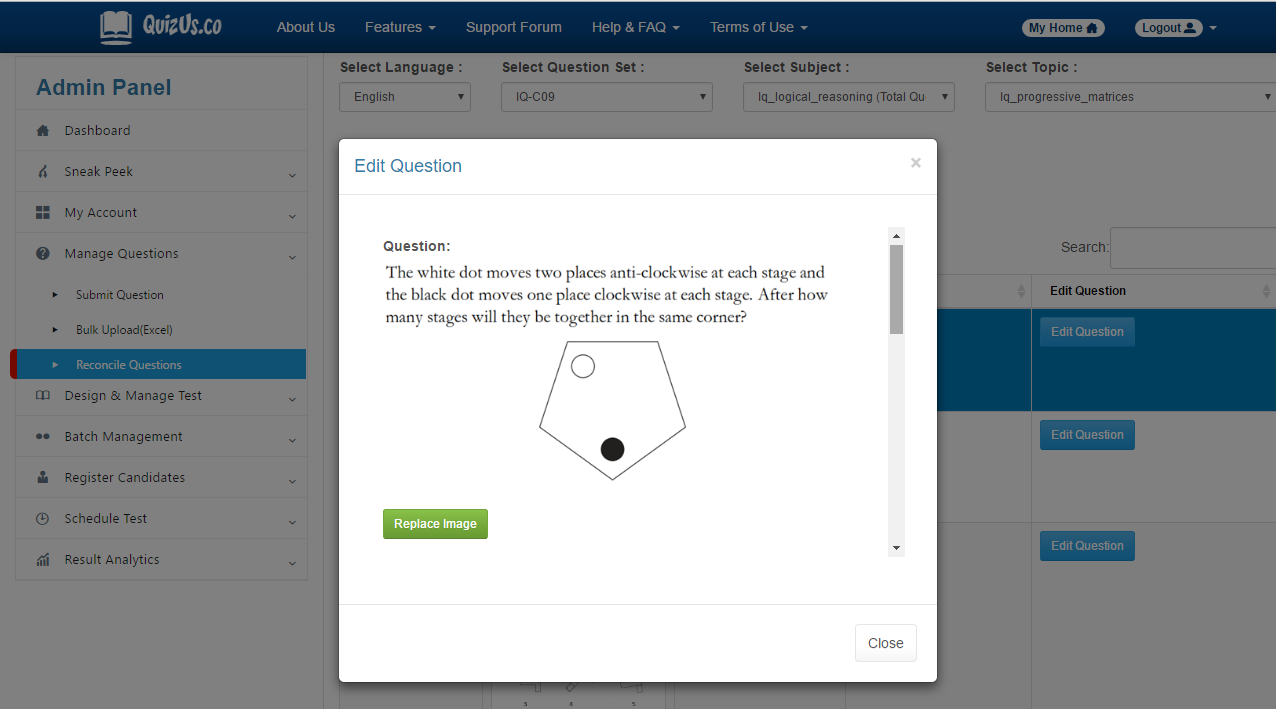 QuizUs.co
About Us
Features
Support Forum
Help & FAQ
Terms of Use
My Home
Logout
Admin Panel
Dashboard
Sneak Peek
My Account
Manage Questions
Submit Question
Bulk Upload(Excel)
Reconcile Questions
Design & Manage Test
Batch Management
Register Candidates
Schedule Test
Result Analytics
Select Language :
Select Question Set :
Select Subject :
Select Topic :
English
IQ-C09
Iq_logical_reasoning (Total Qu
Iq_progressive_matrices
Search:
Edit Question
Edit Question
Edit Question
Edit Question
Edit Question
×
Question:
The white dot moves two places anti-clockwise at each stage and
the black dot moves one place clockwise at each stage. After how
many stages will they be together in the same corner?
Replace Image
Close